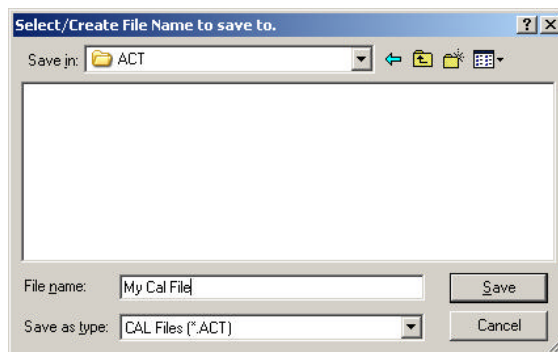 Select/Create File Name to save to.
Save in: ACT
File name: My Cal File
Save
Save as type: CAL Files (*.ACT)
Cancel